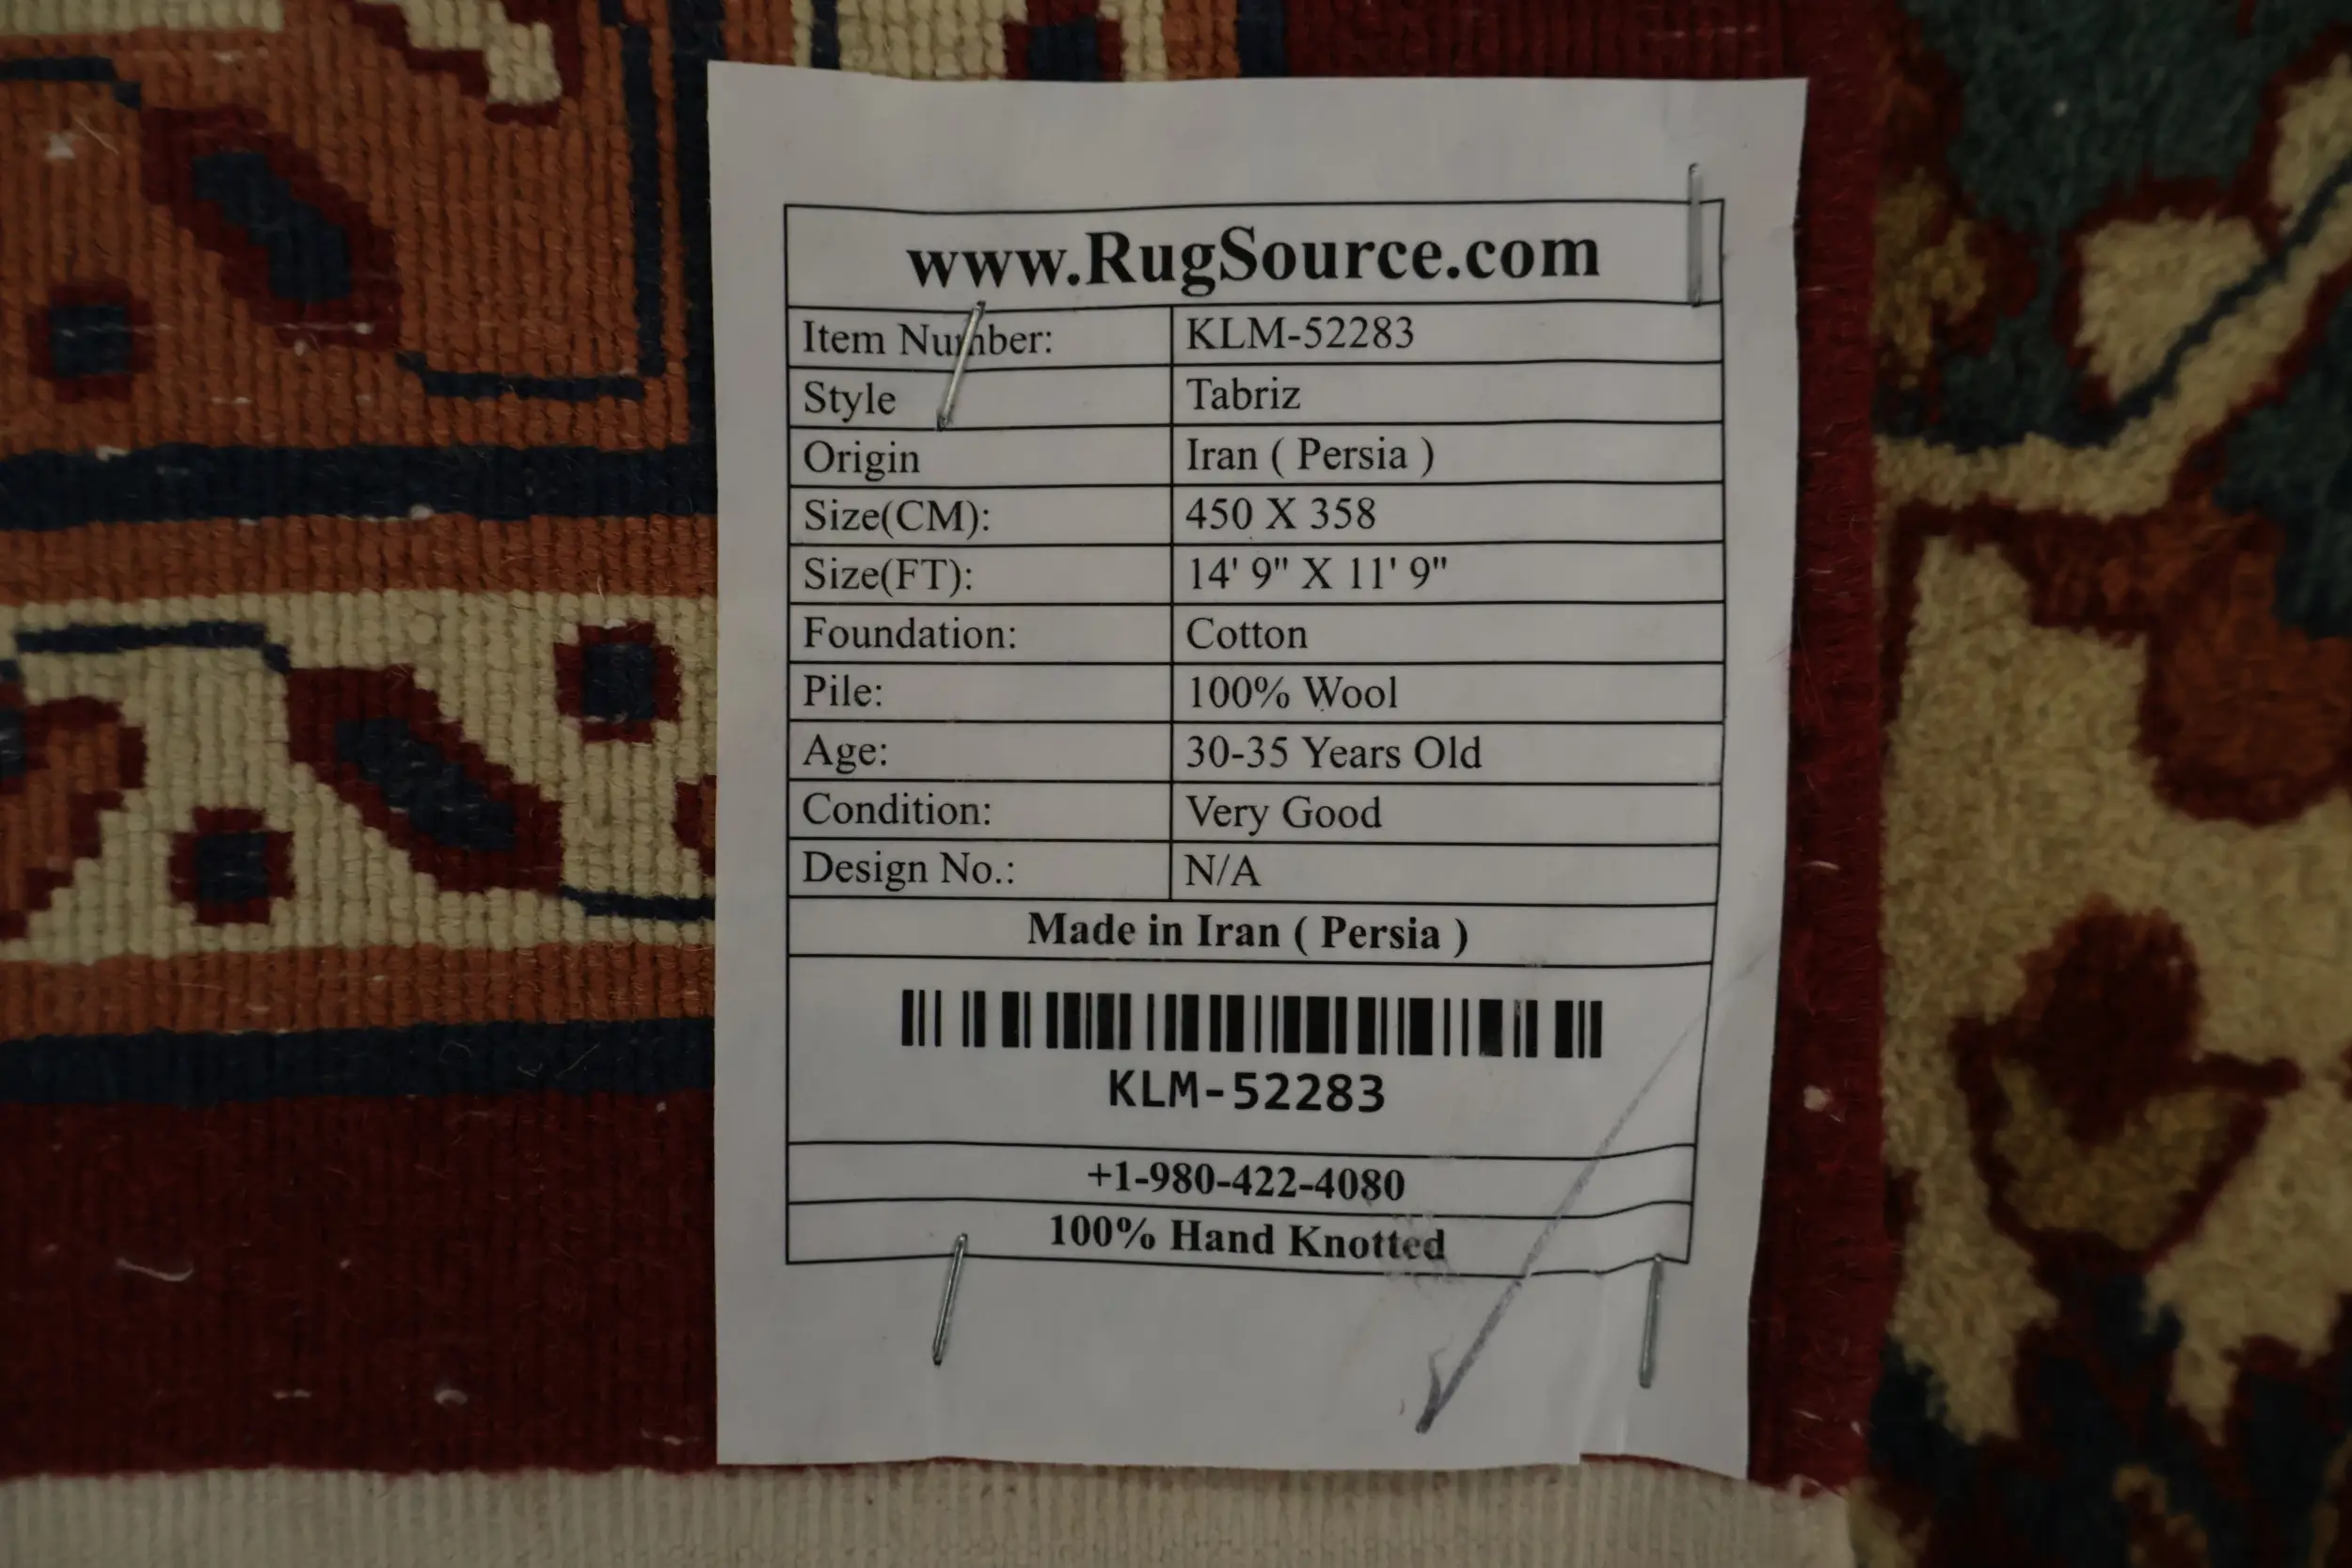 www.RugSource.com
Item Number: KLM-52283
Style Tabriz
Origin Iran ( Persia )
Size(CM): 450 X 358
Size(FT): 14' 9" X 11' 9"
Foundation: Cotton
Pile: 100% Wool
Age: 30-35 Years Old
Condition: Very Good
Design No.: N/A
Made in Iran ( Persia )
KLM-52283
+1-980-422-4080
100% Hand Knotted